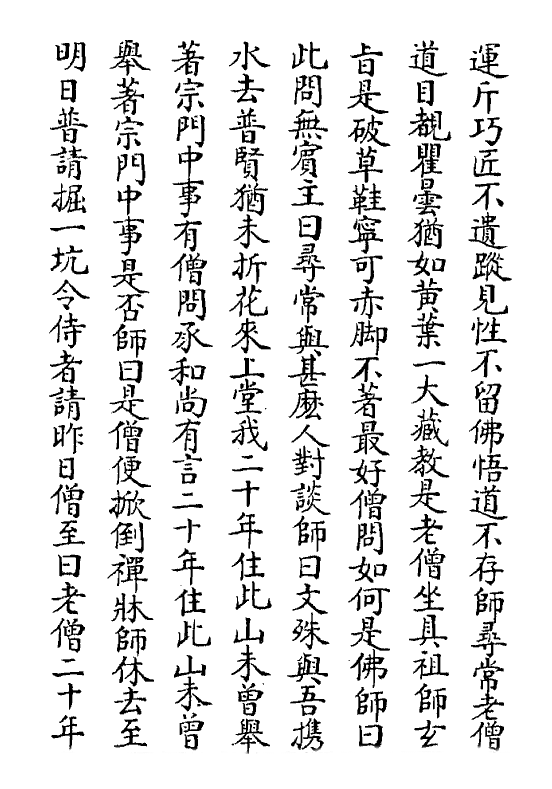 運斤巧匠不遺蹤見性不留佛悟道不存師尋常老僧
道目覩瞿曇猶如黄葉一大藏教是老僧坐具祖師玄
旨是破草鞋寧可赤脚不著最好僧問如何是佛師曰
此問無賓主曰尋常與甚麽人對談師曰文殊與吾携
水去普賢猶未折花來上堂我二十年住此山未曾舉
著宗門中事有僧問承和尚有言二十年住此山未曾
舉著宗門中事是否師曰是僧便掀倒禪牀師休去至
明日普請掘一坑令侍者請昨日僧至曰老僧二十年